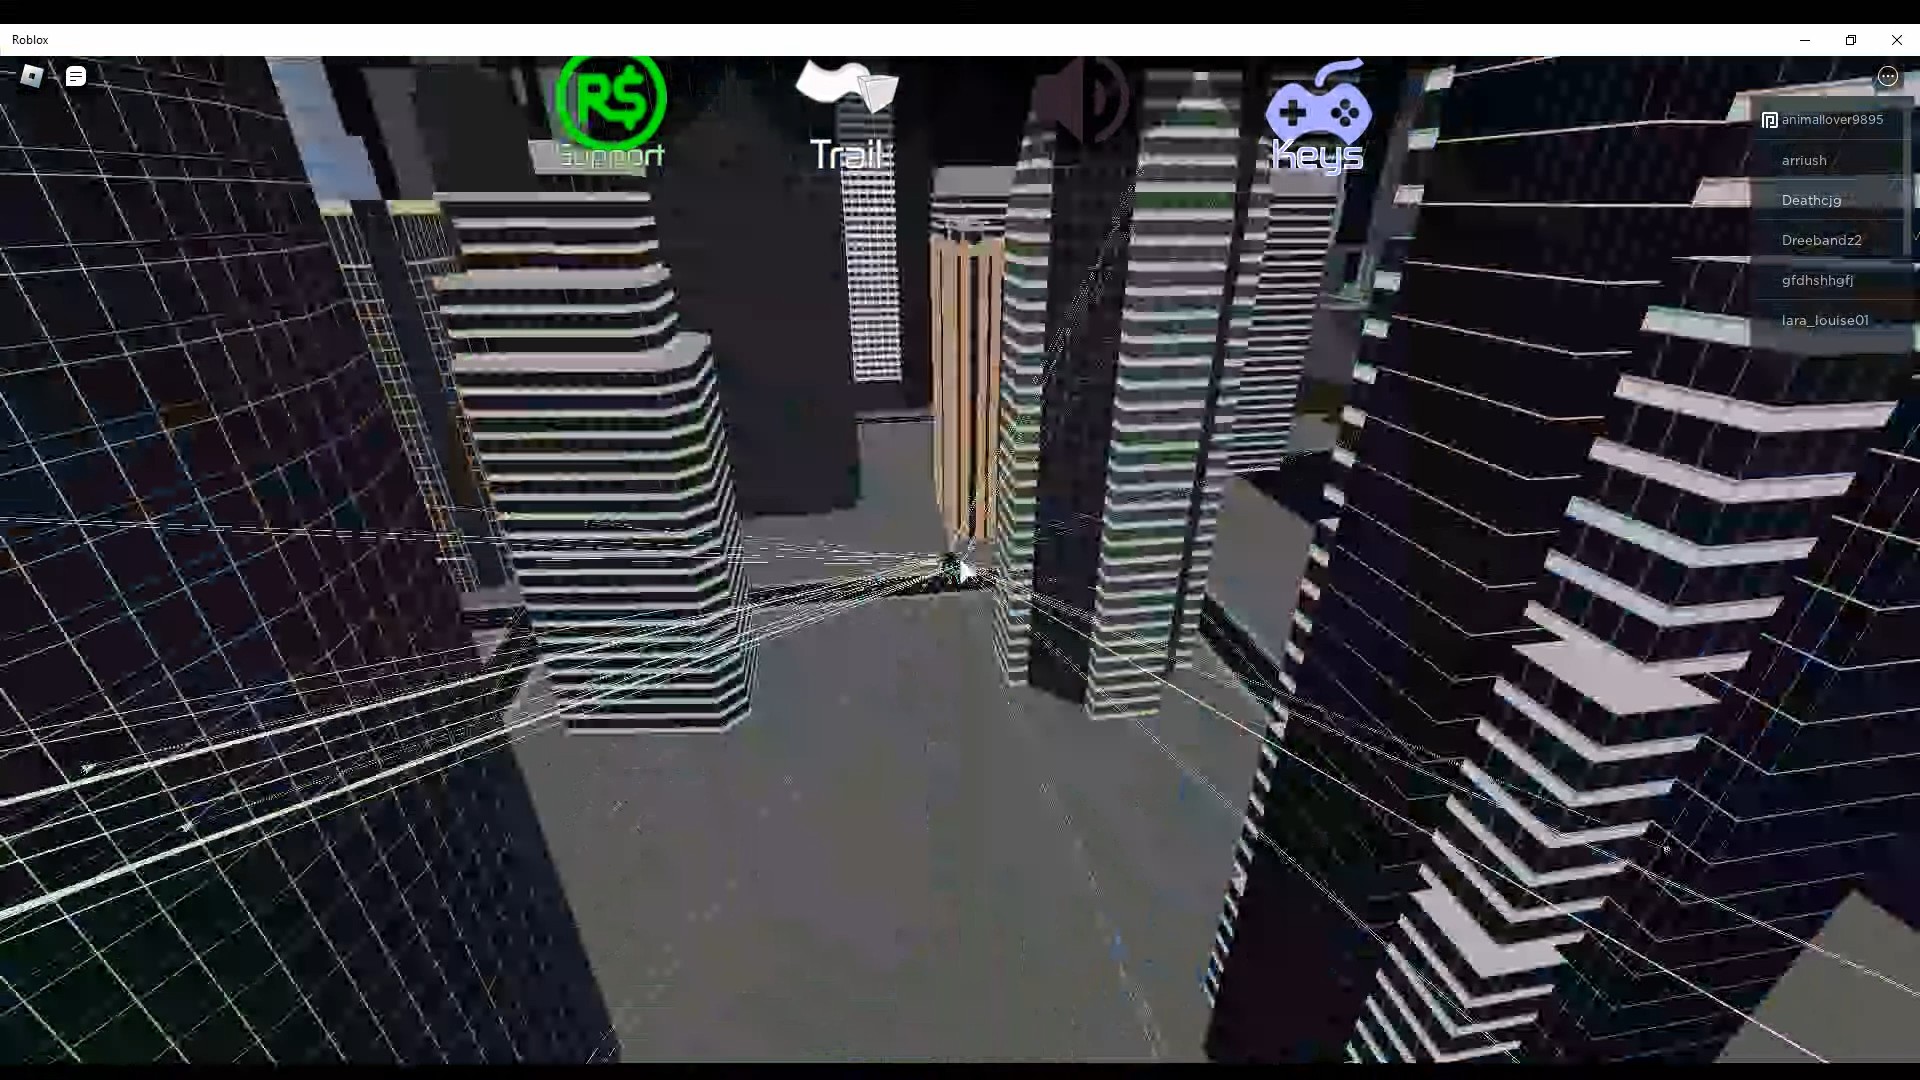 Roblox
R$
Support
Trail
Keys
animallover9895
arriush
Deathcjg
Dreebandz2
gfdhshhgfj
lara_louise01